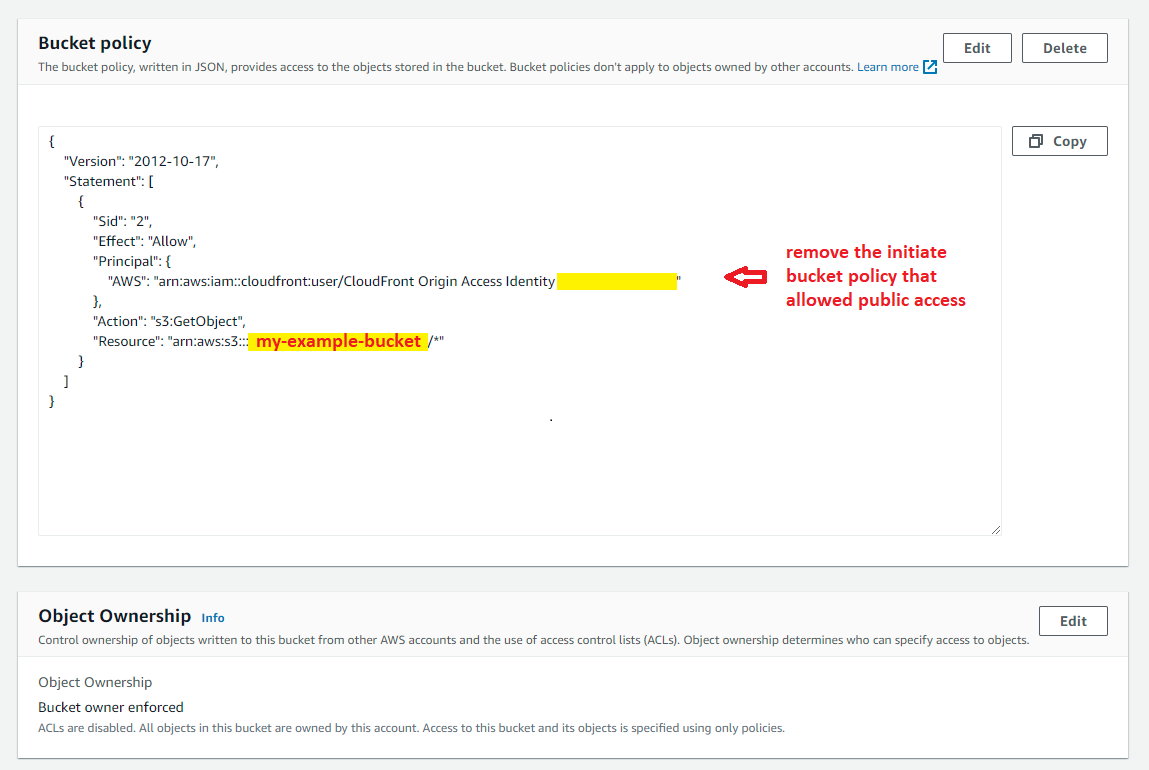 Bucket policy
Edit
Delete
The bucket policy, written in JSON, provides access to the objects stored in the bucket. Bucket policies don't apply to objects owned by other accounts. Learn more
Copy
{
"Version": "2012-10-17",
"Statement": [
{
"Sid": "2",
"Effect": "Allow",
"Principal": {
"AWS": "arn:aws:iam::cloudfront:user/CloudFront Origin Access Identity "
},
"Action": "s3:GetObject",
"Resource": "arn:aws:s3::: my-example-bucket /*"
}
]
}
remove the initiate
bucket policy that
allowed public access
Object Ownership Info
Edit
Control ownership of objects written to this bucket from other AWS accounts and the use of access control lists (ACLs). Object ownership determines who can specify access to objects.
Object Ownership
Bucket owner enforced
ACLs are disabled. All objects in this bucket are owned by this account. Access to this bucket and its objects is specified using only policies.